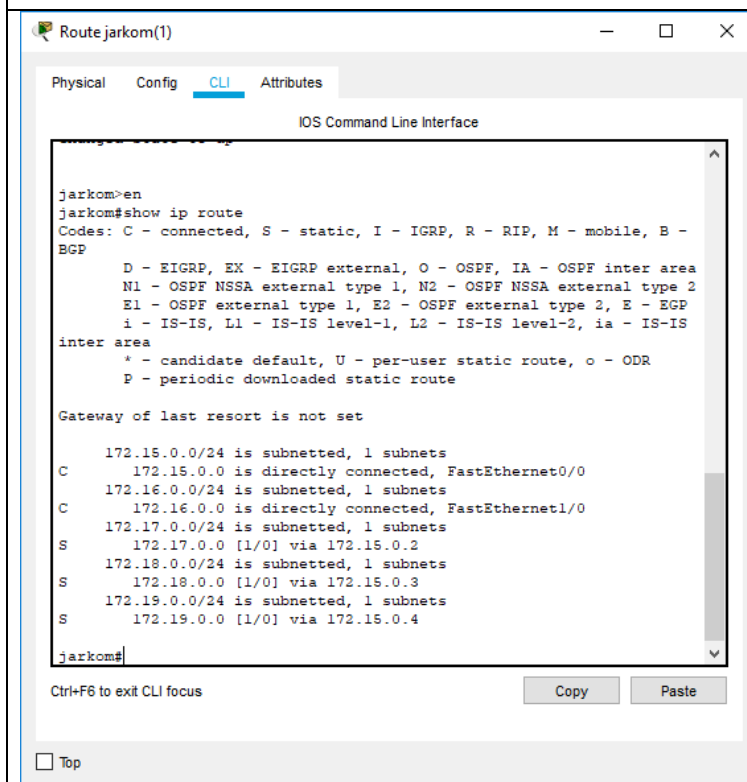 Route jarkom(1)
Physical Config CLI Attributes
IOS Command Line Interface
jarkom>en
jarkom#show ip route
Codes: C - connected, S - static, I - IGRP, R - RIP, M - mobile, B -
BGP
D - EIGRP, EX - EIGRP external, O - OSPF, IA - OSPF inter area
N1 - OSPF NSSA external type 1, N2 - OSPF NSSA external type 2
E1 - OSPF external type 1, E2 - OSPF external type 2, E - EGP
i - IS-IS, L1 - IS-IS level-1, L2 - IS-IS level-2, ia - IS-IS
inter area
* - candidate default, U - per-user static route, o - ODR
P - periodic downloaded static route
Gateway of last resort is not set
172.15.0.0/24 is subnetted, 1 subnets
C 172.15.0.0 is directly connected, FastEthernet0/0
172.16.0.0/24 is subnetted, 1 subnets
C 172.16.0.0 is directly connected, FastEthernet1/0
172.17.0.0/24 is subnetted, 1 subnets
S 172.17.0.0 [1/0] via 172.15.0.2
172.18.0.0/24 is subnetted, 1 subnets
S 172.18.0.0 [1/0] via 172.15.0.3
172.19.0.0/24 is subnetted, 1 subnets
S 172.19.0.0 [1/0] via 172.15.0.4
jarkom#
Ctrl+F6 to exit CLI focus
Copy Paste
Top